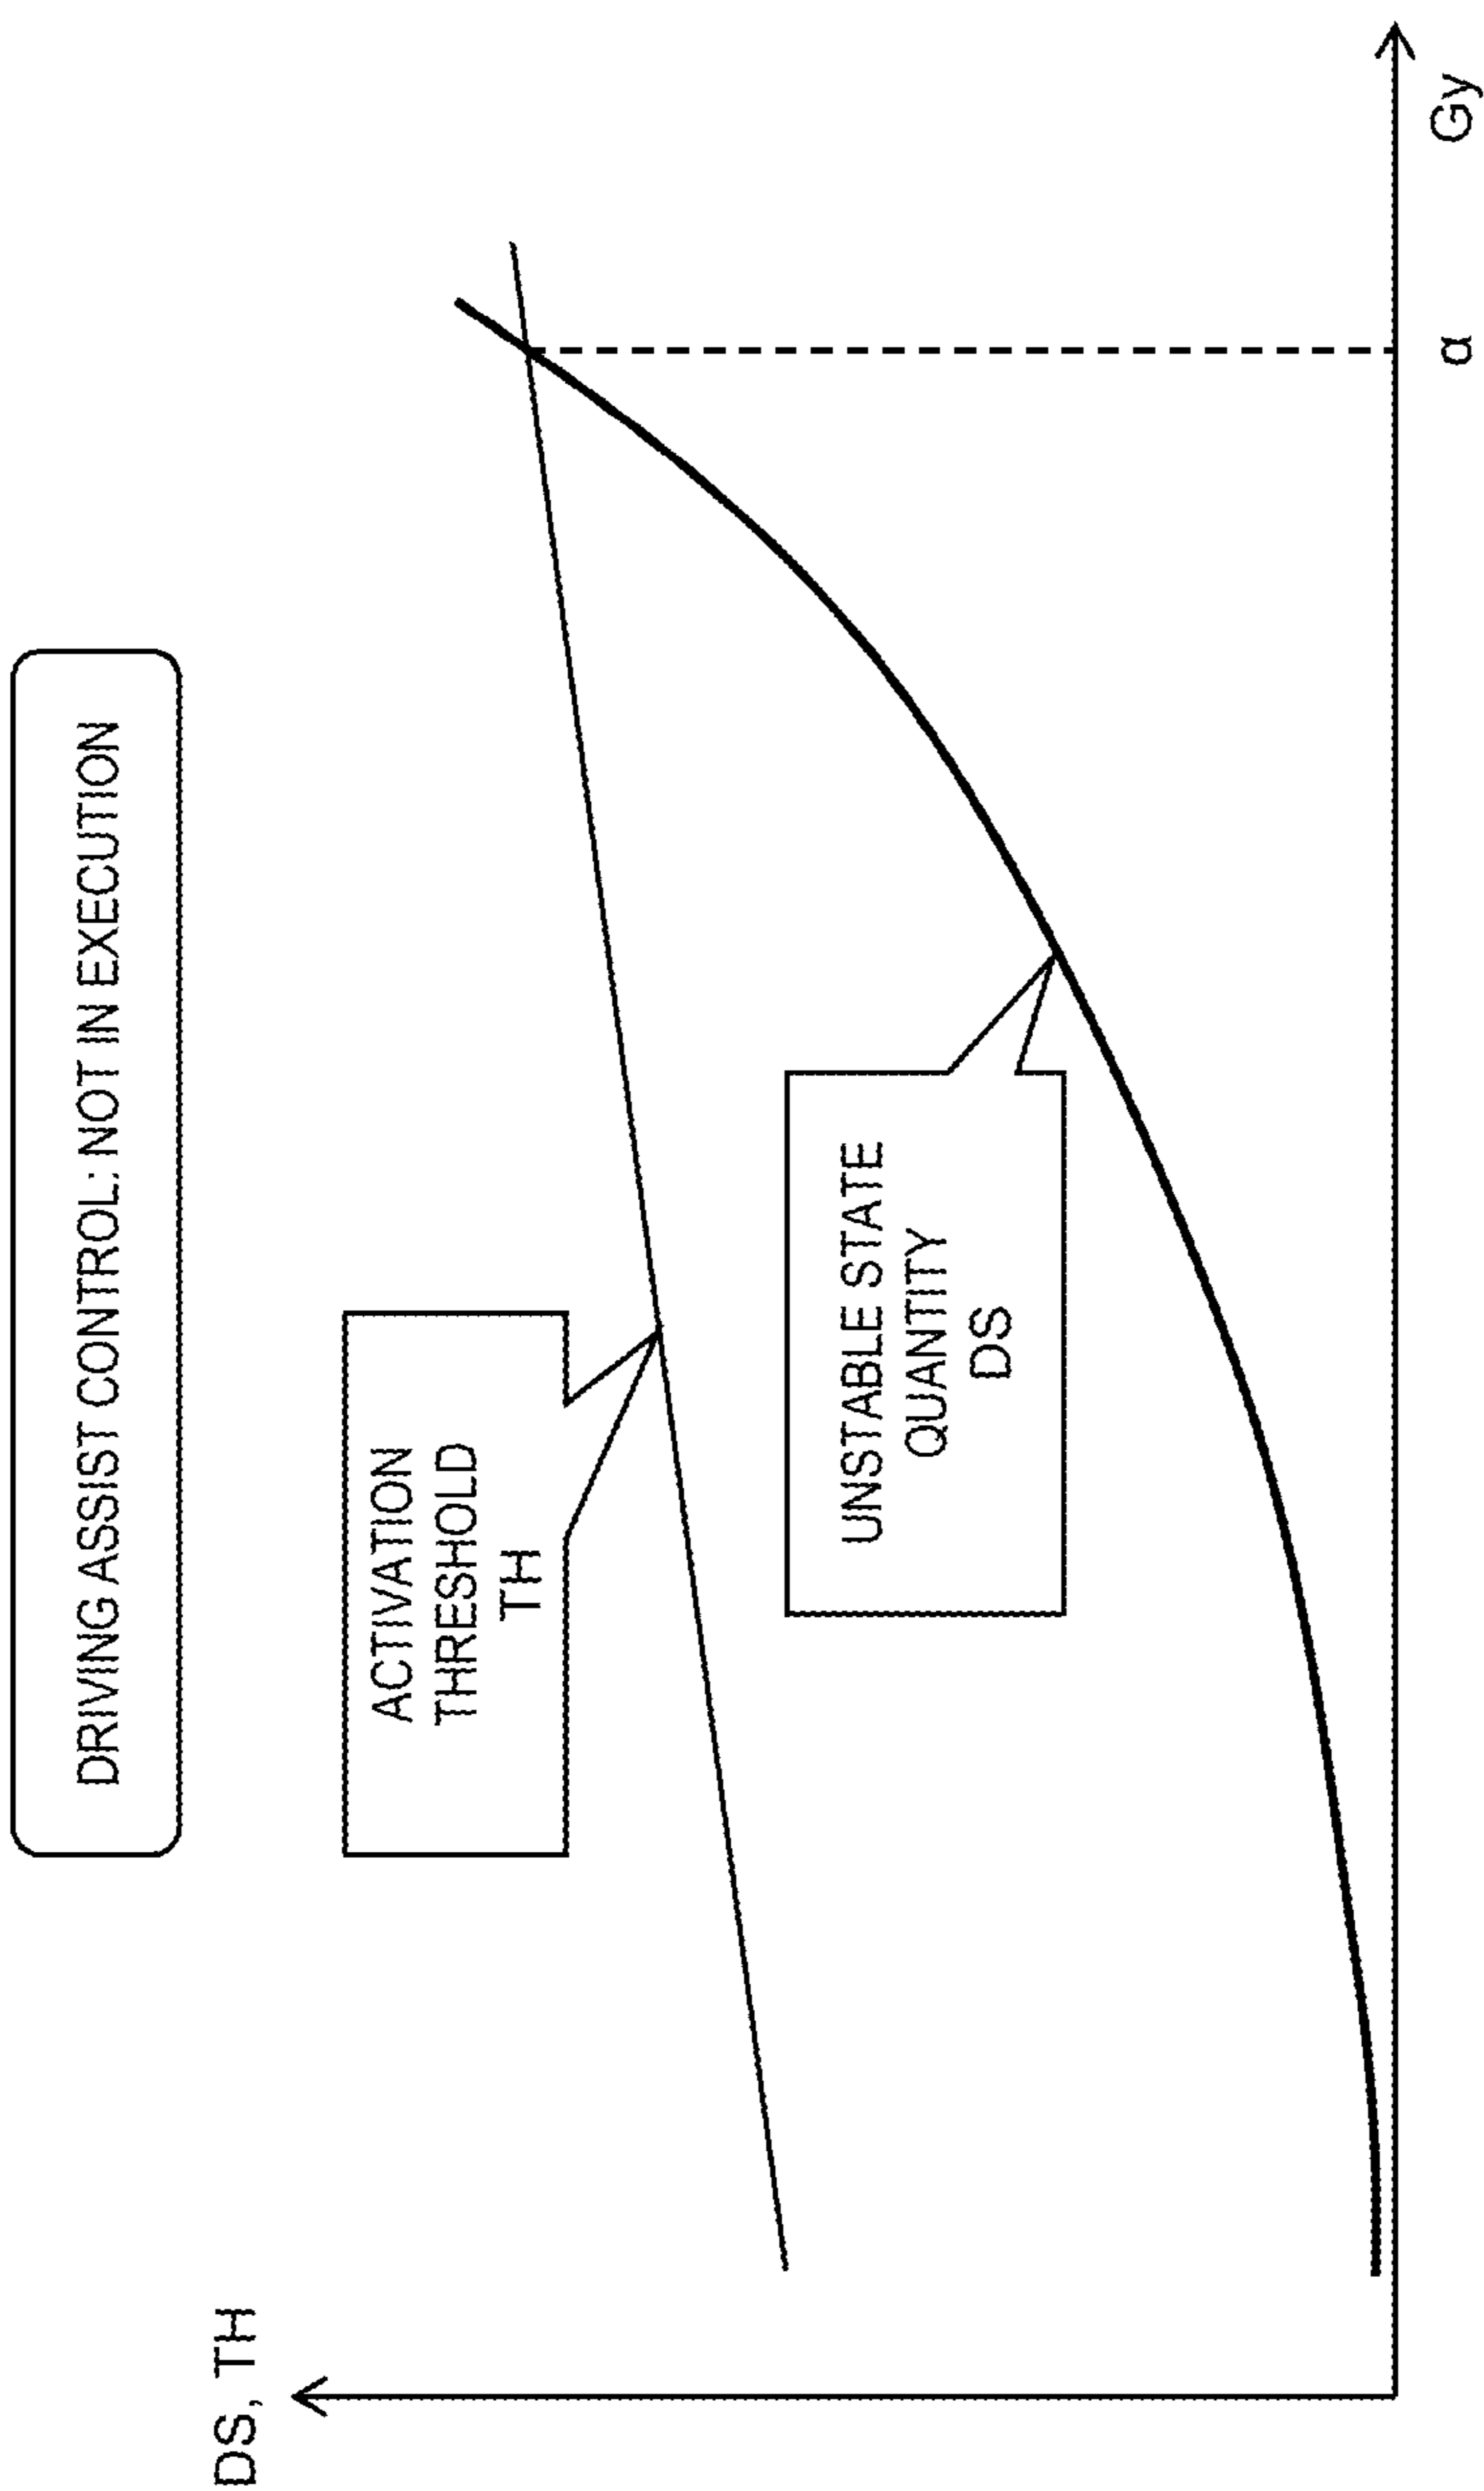 DRIVING ASSIST CONTROL: NOT IN EXECUTION
DS, TH
ACTIVATION
THRESHOLD
TH
UNSTABLE STATE
QUANTITY
DS
α
Gy